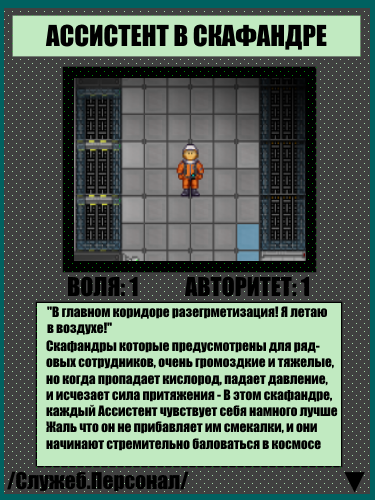 АССИСТЕНТ В СКАФАНДРЕ
ВОЛЯ: 1 АВТОРИТЕТ: 1
"В главном коридоре разегрметизация! Я летаю
в воздухе!"
Скафандры которые предусмотрены для ряд-
овых сотрудников, очень громоздкие и тяжелые,
но когда пропадает кислород, падает давление,
и исчезает сила притяжения - В этом скафандре,
каждый Ассистент чувствует себя намного лучше
Жаль что он не прибавляет им смекалки, и они
начинают стремительно баловаться в космосе
/Служеб.Персонал/